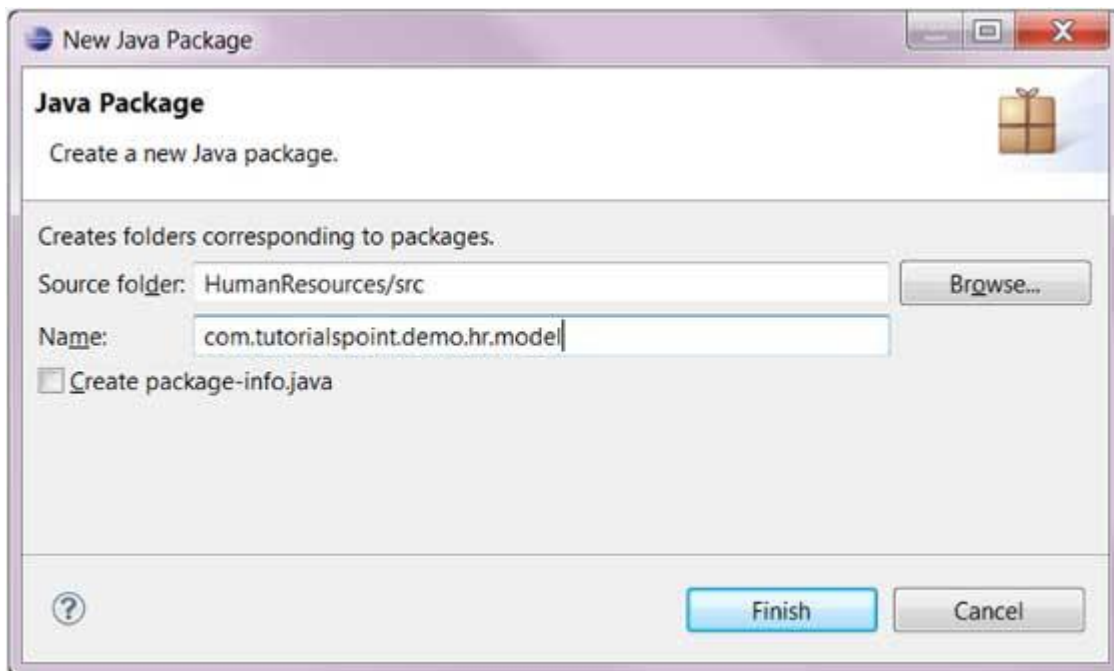 New Java Package
Java Package
Create a new Java package.
Creates folders corresponding to packages.
Source folder: HumanResources/src Browse...
Name: com.tutorialspoint.demo.hr.model
Create package-info.java
? Finish Cancel